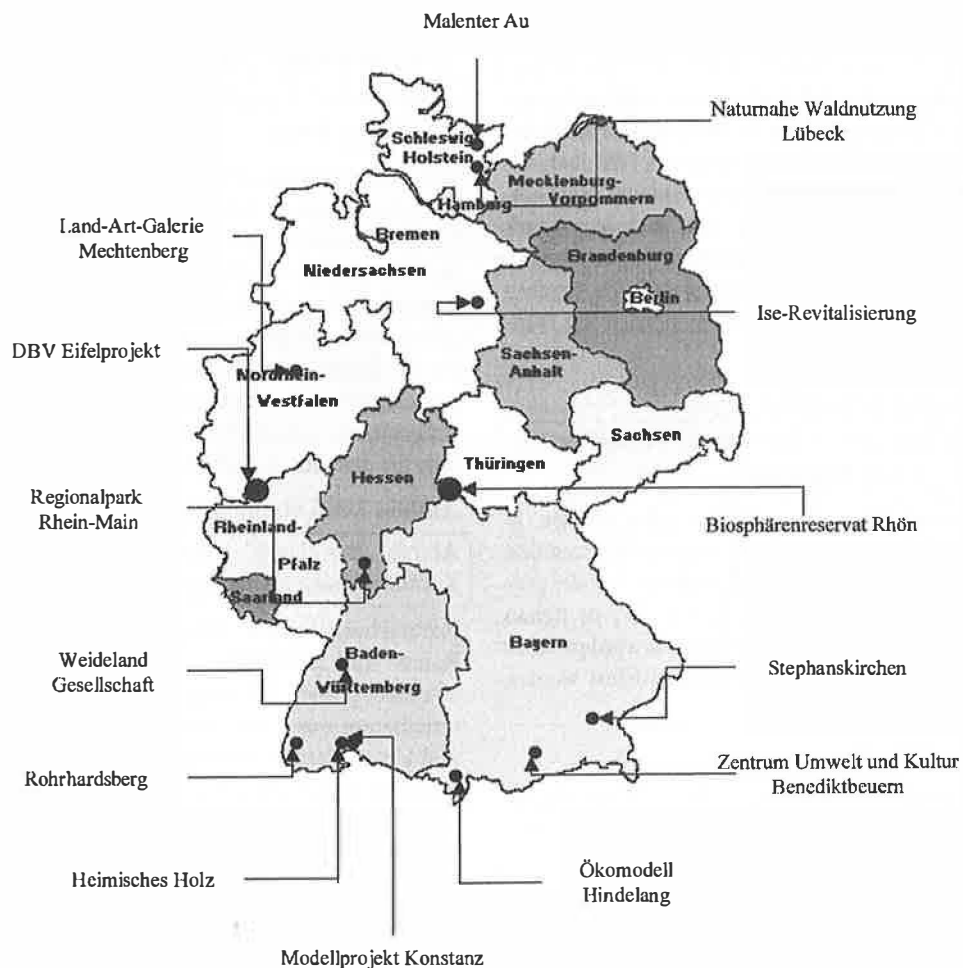 Malenter Au
Naturnahe Waldnutzung
Lübeck
Schleswig
Holstein
Mecklenburg-
Vorpommern
Hamburg
Land-Art-Galerie
Mechtenberg
Bremen
Niedersachsen
Brandenburg
Berlin
Ise-Revitalisierung
DBV Eifelprojekt
Nordrhein-
Westfalen
Sachsen-
Anhalt
Sachsen
Thüringen
Hessen
Regionalpark
Rhein-Main
Rheinland-
Pfalz
Biosphärenreservat Rhön
Saarland
Weideland
Gesellschaft
Baden-
Württemberg
Bayern
Stephanskirchen
Rohrhardsberg
Zentrum Umwelt und Kultur
Benediktbeuern
Heimisches Holz
Ökomodell
Hindelang
Modellprojekt Konstanz